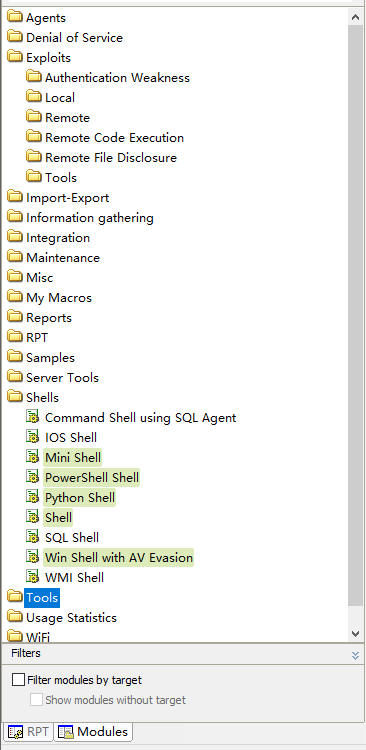 Agents
Denial of Service
Exploits
Authentication Weakness
Local
Remote
Remote Code Execution
Remote File Disclosure
Tools
Import-Export
Information gathering
Integration
Maintenance
Misc
My Macros
Reports
RPT
Samples
Server Tools
Shells
Command Shell using SQL Agent
IOS Shell
Mini Shell
PowerShell Shell
Python Shell
Shell
SQL Shell
Win Shell with AV Evasion
WMI Shell
Tools
Usage Statistics
WiFi
Filters
Filter modules by target
Show modules without target
RPT Modules